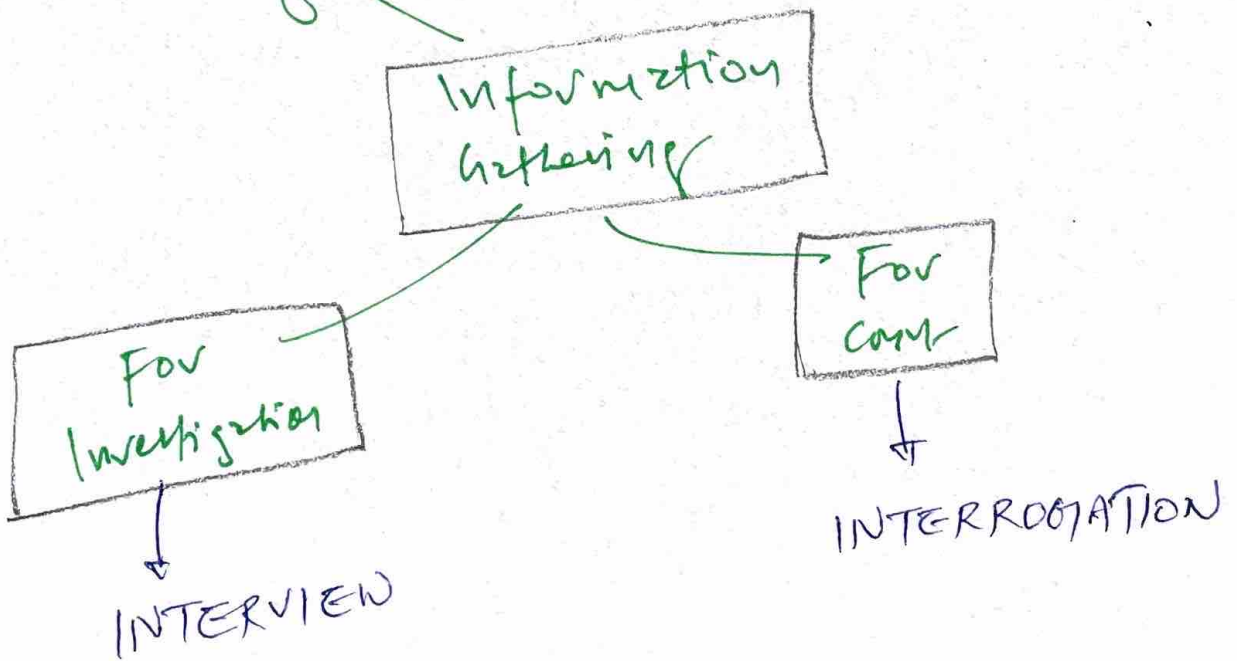 Information
Gathering
For
Investigation
For
Court
INTERVIEW
INTERROGATION